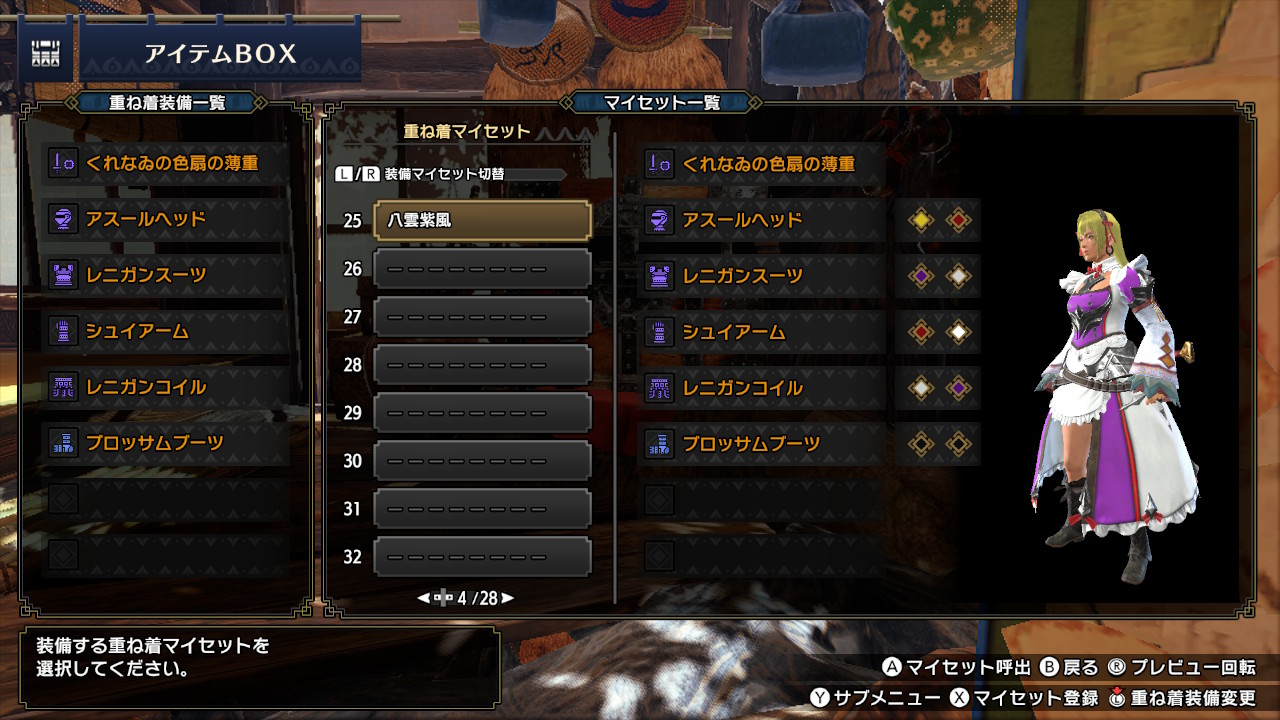 アイテムBOX
重ね着装備一覧
くれなゐの色扇の薄重
アスールヘッド
レニガンスーツ
シュイアーム
レニガンコイル
ブロッサムブーツ
マイセット一覧
重ね着マイセット
L/R 装備マイセット切替
25 八雲紫風
26 --------
27 --------
28 --------
29 --------
30 --------
31 --------
32 --------
4/28
くれなゐの色扇の薄重
アスールヘッド
レニガンスーツ
シュイアーム
レニガンコイル
ブロッサムブーツ
装備する重ね着マイセットを
選択してください。
Aマイセット呼出 B戻る Rプレビュー回転
Yサブメニュー Xマイセット登録 L重ね着装備変更